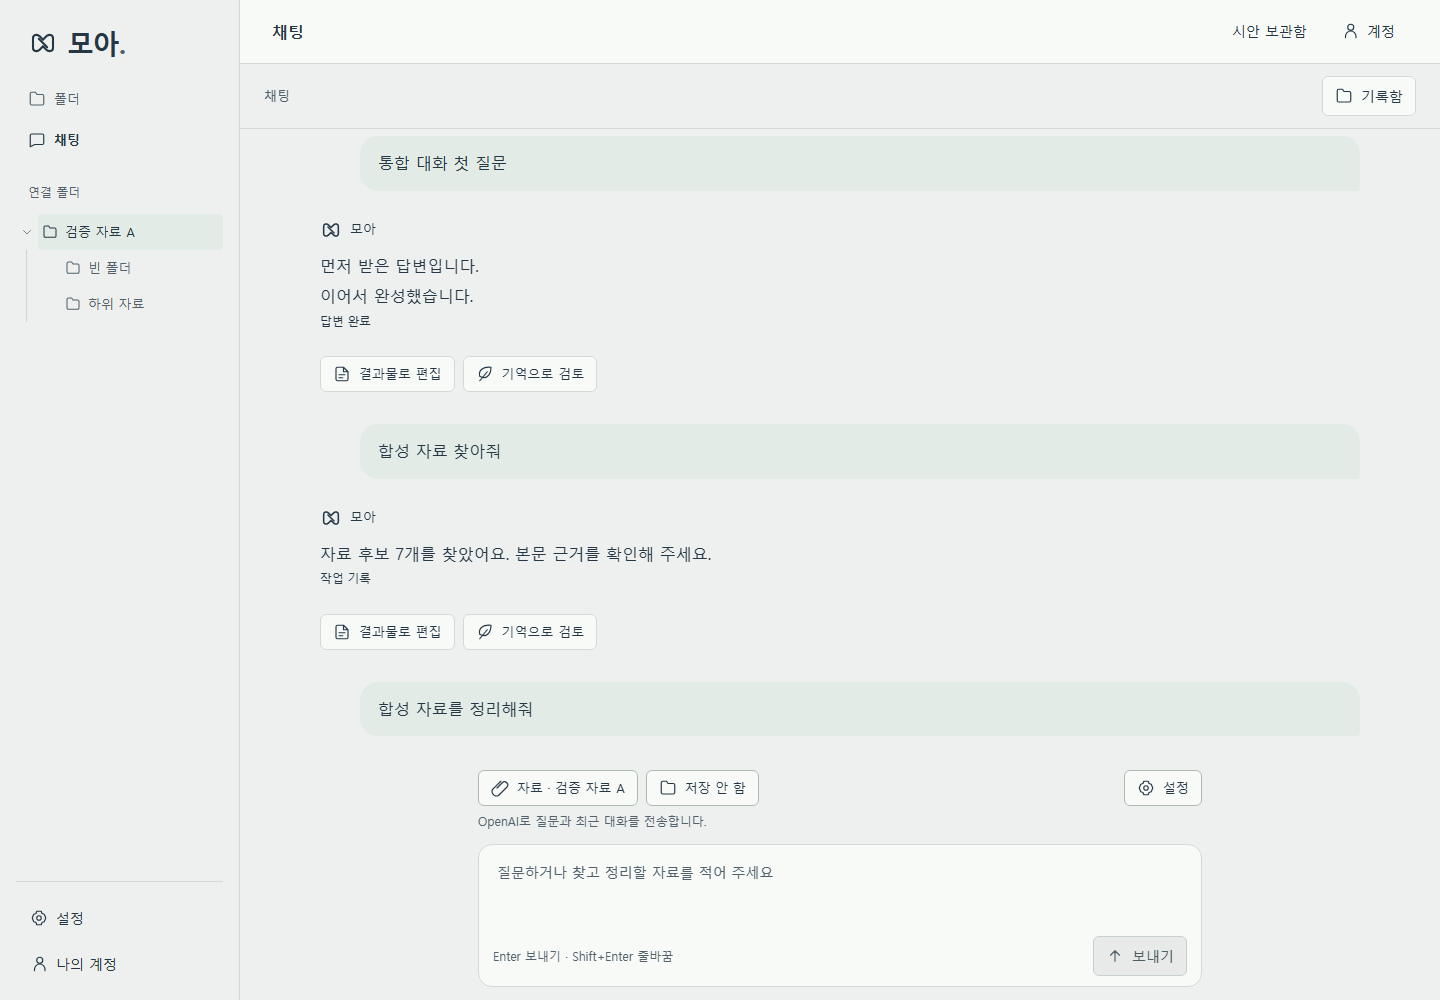 모아.
폴더
채팅
연결 폴더
검증 자료 A
빈 폴더
하위 자료
설정
나의 계정
채팅
시안 보관함
계정
채팅
기록함
통합 대화 첫 질문
모아
먼저 받은 답변입니다.
이어서 완성했습니다.
답변 완료
결과물로 편집
기억으로 검토
합성 자료 찾아줘
모아
자료 후보 7개를 찾았어요. 본문 근거를 확인해 주세요.
작업 기록
결과물로 편집
기억으로 검토
합성 자료를 정리해줘
자료 · 검증 자료 A
저장 안 함
설정
OpenAI로 질문과 최근 대화를 전송합니다.
질문하거나 찾고 정리할 자료를 적어 주세요
Enter 보내기 · Shift+Enter 줄바꿈
보내기